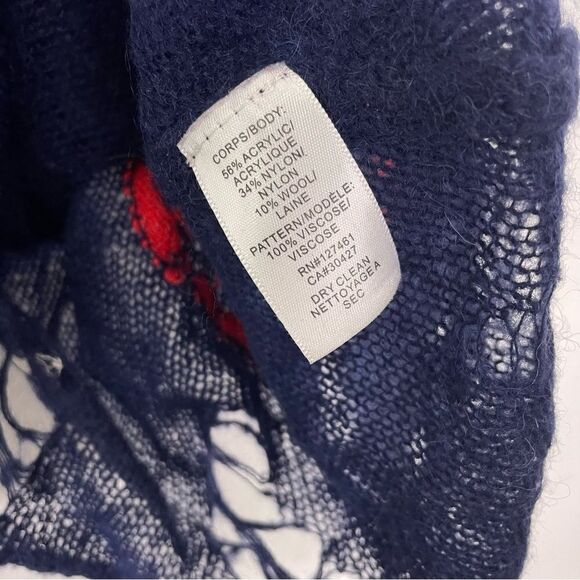 CORPS/BODY:
56% ACRYLIC/
ACRYLIQUE
34% NYLON/
NYLON
10% WOOL/
LAINE
PATTERN/MODÈLE:
100% VISCOSE/
VISCOSE
RN#127461
CA#30427
DRY CLEAN
NETTOYAGEA
SEC